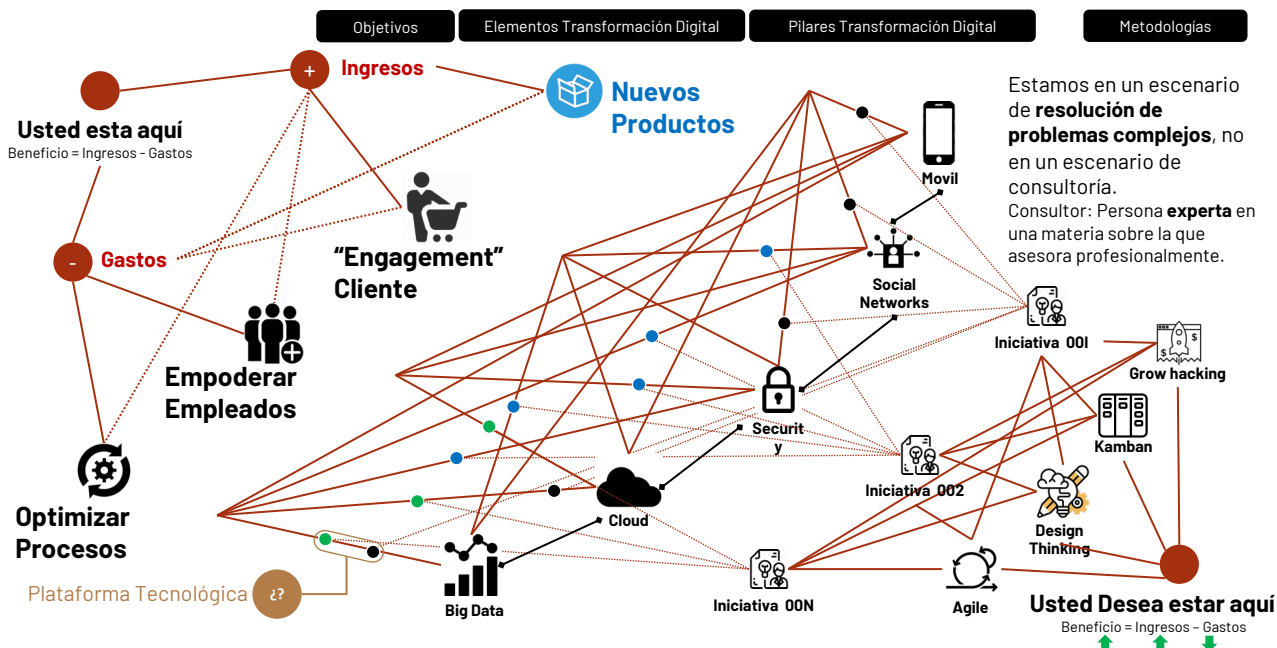 Objetivos
Elementos Transformación Digital
Pilares Transformación Digital
Metodologías
+
Ingresos
Nuevos
Productos
Usted esta aquí
Beneficio = Ingresos - Gastos
-
Gastos
“Engagement”
Cliente
Empoderar
Empleados
Optimizar
Procesos
Plataforma Tecnológica
¿?
Movil
Social
Networks
Securit
y
Cloud
Big Data
Estamos en un escenario
de resolución de
problemas complejos, no
en un escenario de
consultoría.
Consultor: Persona experta en
una materia sobre la que
asesora profesionalmente.
Iniciativa 00I
Iniciativa 002
Iniciativa 00N
$
$
Grow hacking
Kamban
Design
Thinking
Agile
Usted Desea estar aquí
Beneficio = Ingresos – Gastos